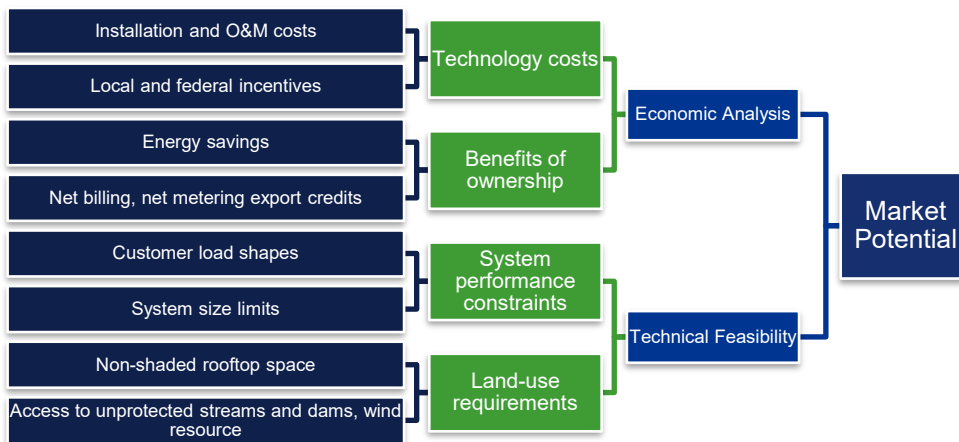 Installation and O&M costs
Local and federal incentives
Energy savings
Net billing, net metering export credits
Customer load shapes
System size limits
Non-shaded rooftop space
Access to unprotected streams and dams, wind
resource
Technology costs
Benefits of
ownership
System
performance
constraints
Land-use
requirements
Economic Analysis
Technical Feasibility
Market
Potential